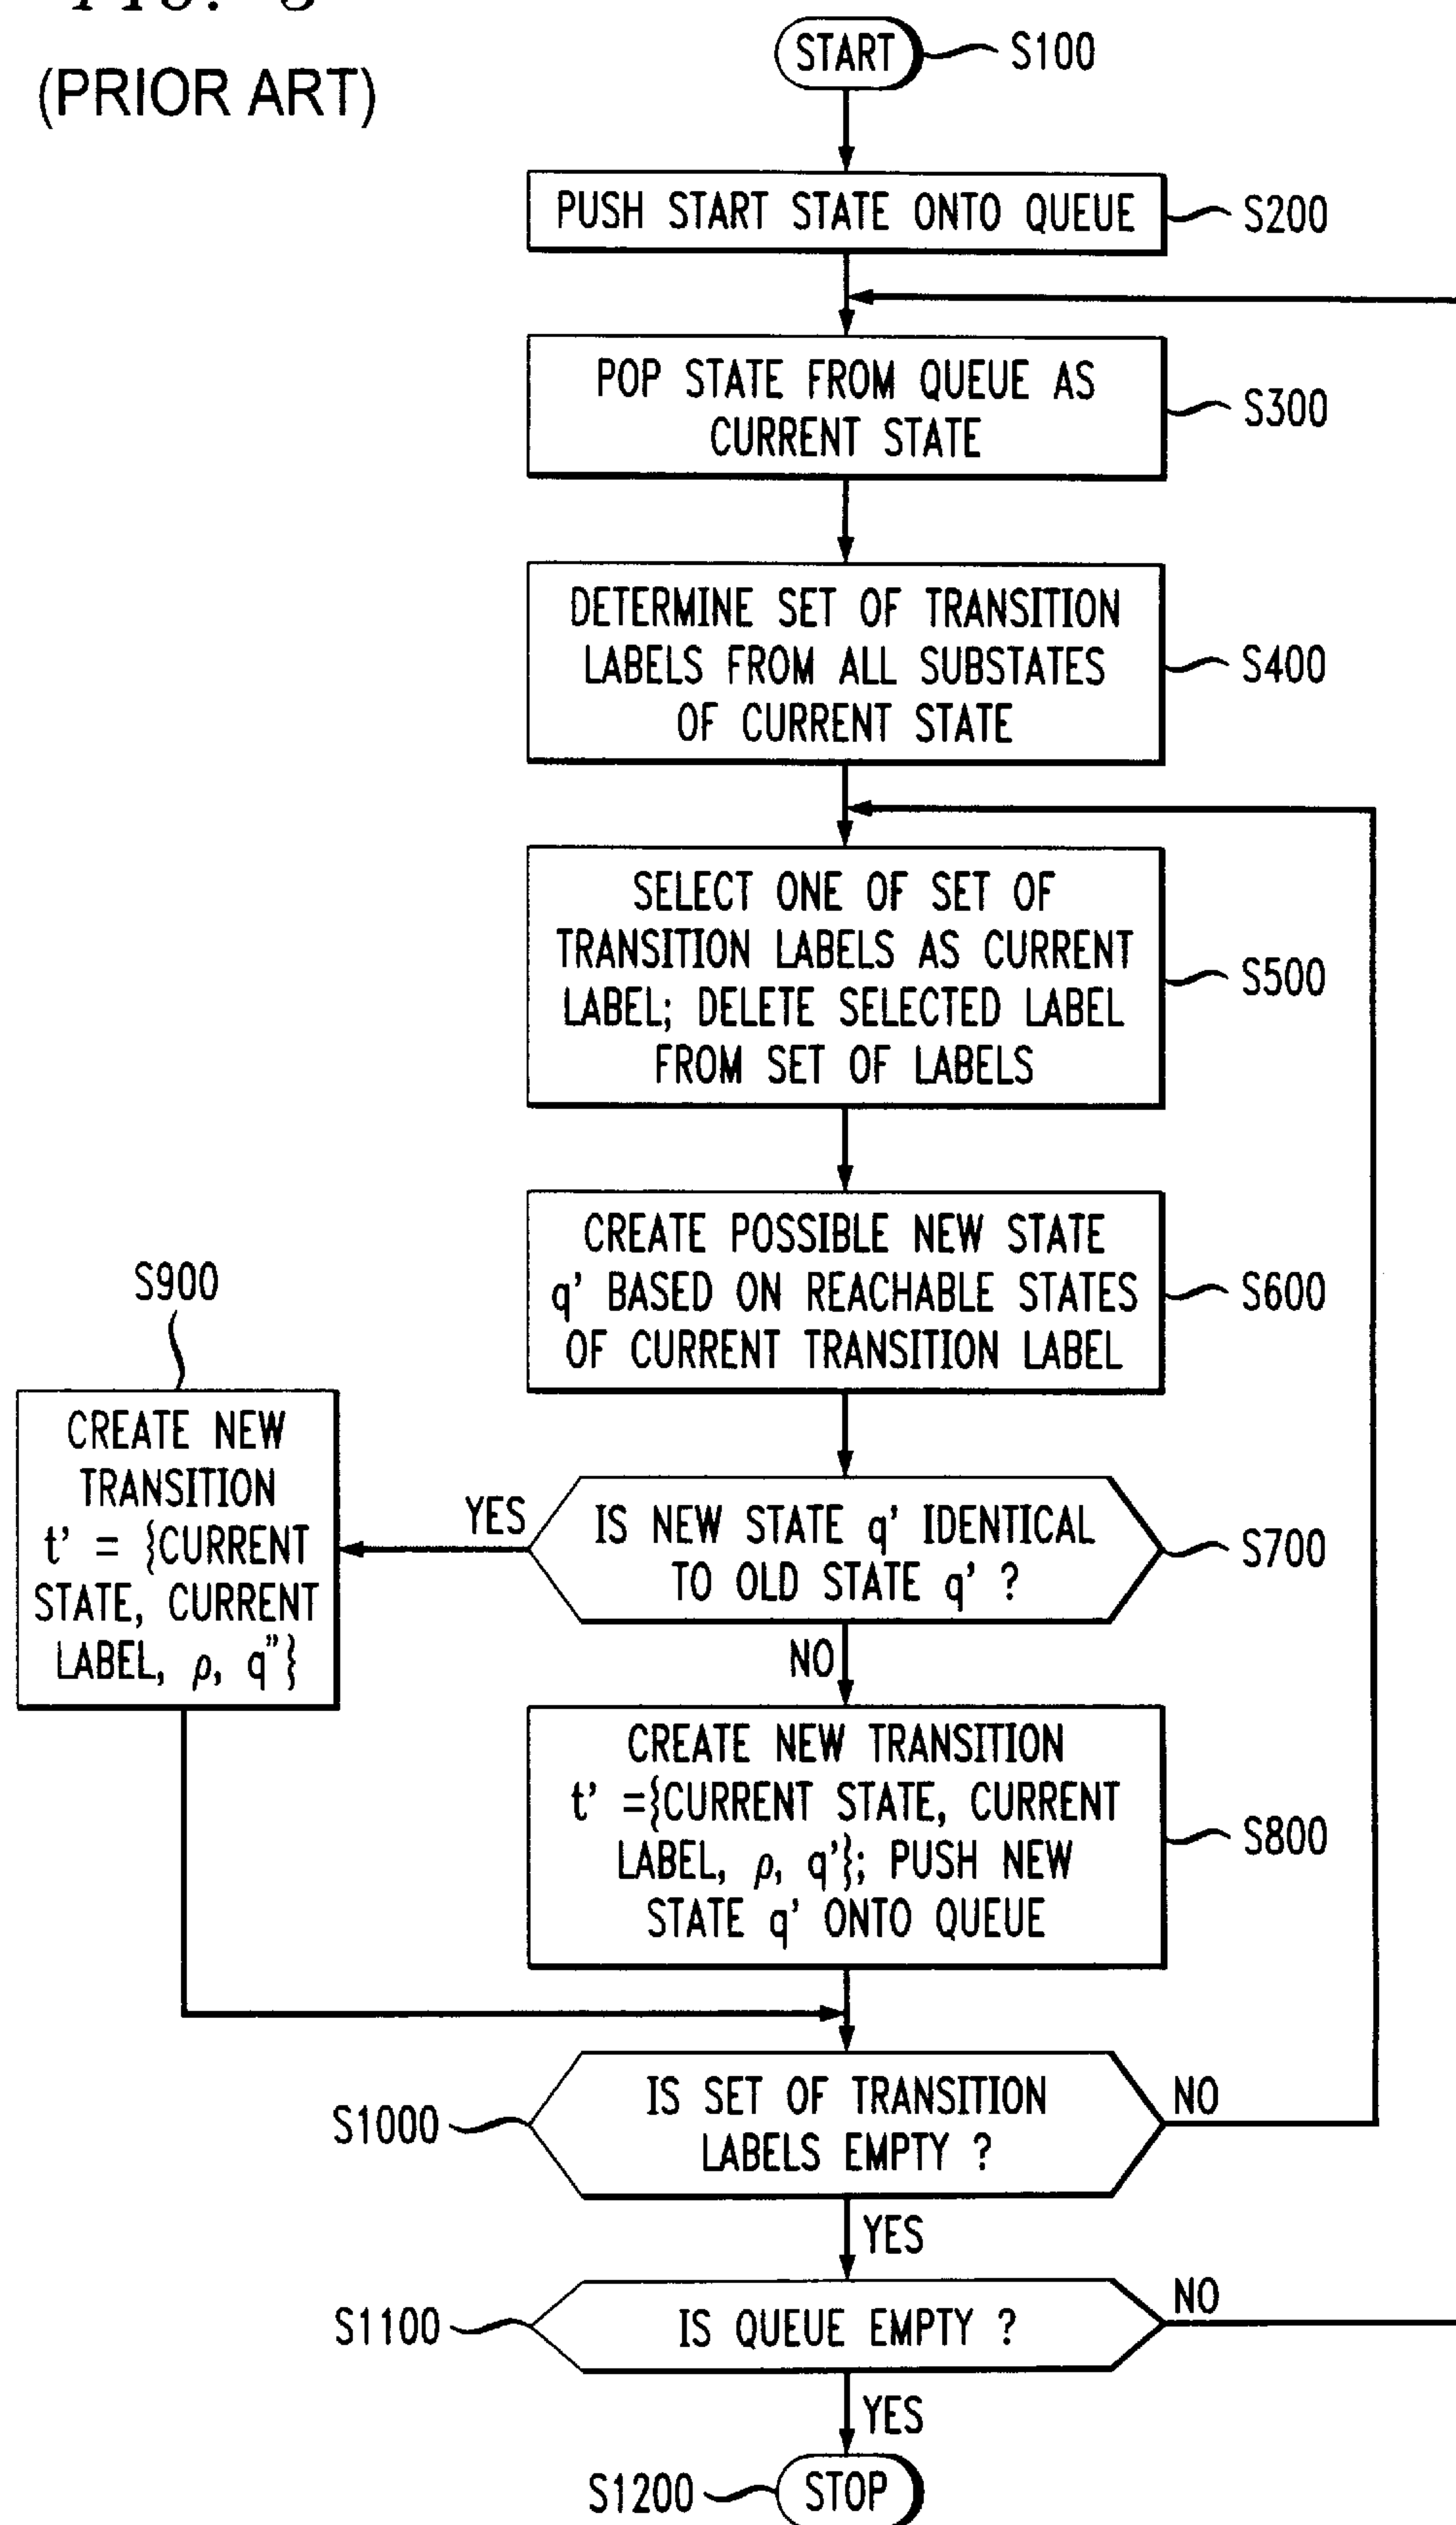 (PRIOR ART)
START
S100
PUSH START STATE ONTO QUEUE
S200
POP STATE FROM QUEUE AS
CURRENT STATE
S300
DETERMINE SET OF TRANSITION
LABELS FROM ALL SUBSTATES
OF CURRENT STATE
S400
SELECT ONE OF SET OF
TRANSITION LABELS AS CURRENT
LABEL; DELETE SELECTED LABEL
FROM SET OF LABELS
S500
CREATE POSSIBLE NEW STATE
q' BASED ON REACHABLE STATES
OF CURRENT TRANSITION LABEL
S600
IS NEW STATE q' IDENTICAL
TO OLD STATE q' ?
S700
YES
S900
CREATE NEW
TRANSITION
t' = {CURRENT
STATE, CURRENT
LABEL, ρ, q"}
NO
CREATE NEW TRANSITION
t' ={CURRENT STATE, CURRENT
LABEL, ρ, q'}; PUSH NEW
STATE q' ONTO QUEUE
S800
S1000
IS SET OF TRANSITION
LABELS EMPTY ?
NO
YES
S1100
IS QUEUE EMPTY ?
NO
YES
S1200
STOP